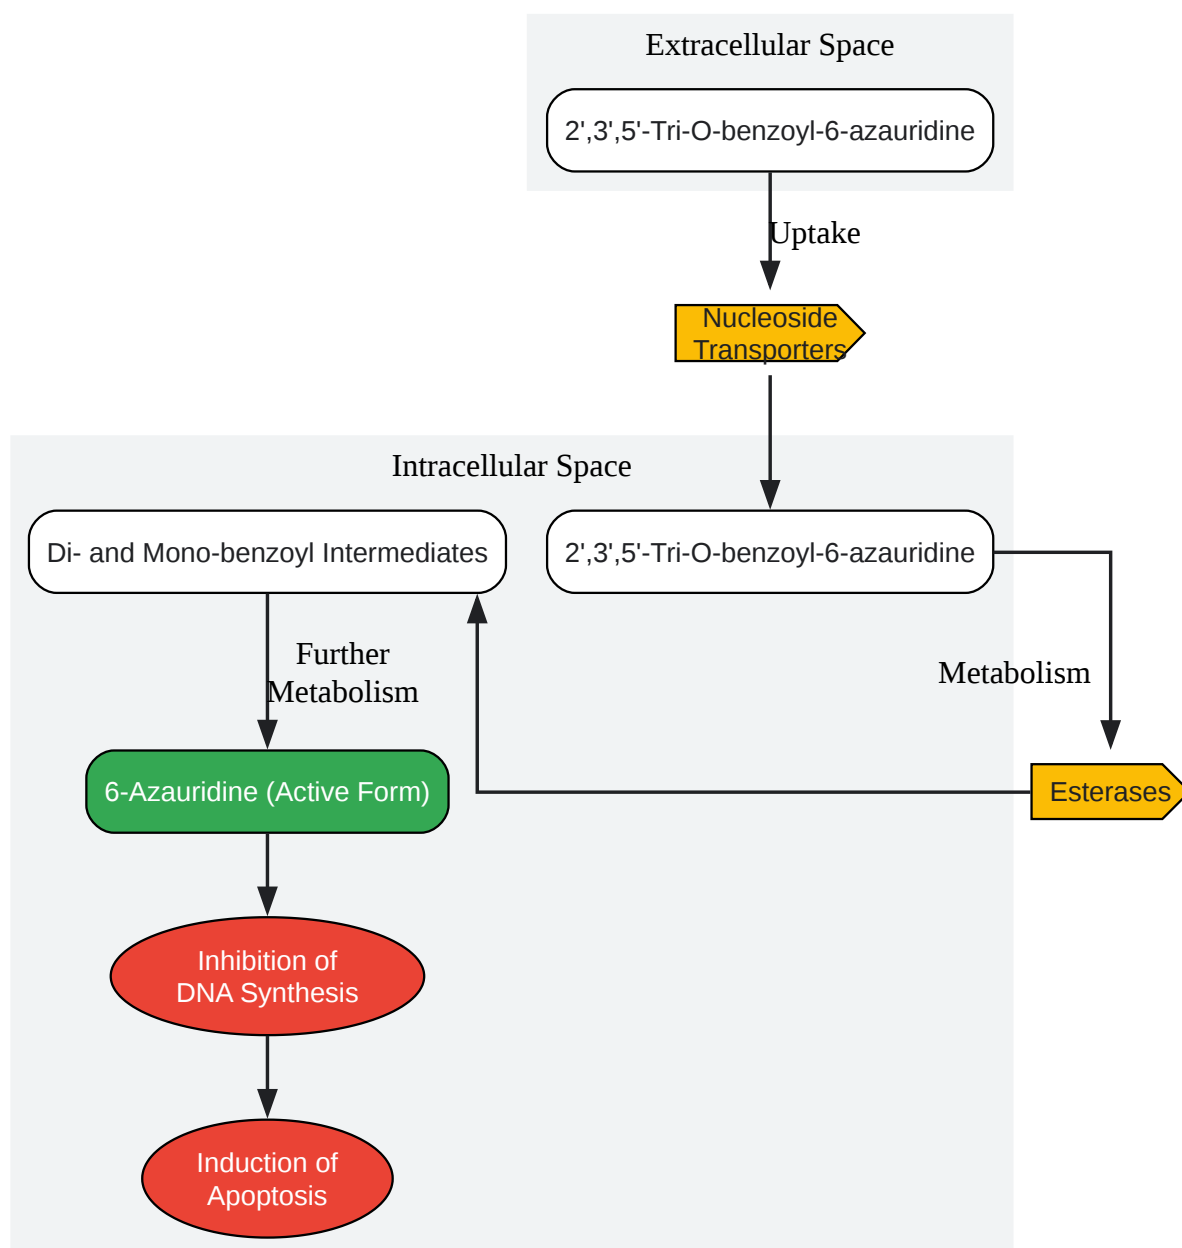 Extracellular Space
2',3',5'-Tri-O-benzoyl-6-azauridine
Uptake
Nucleoside
Transporters
Intracellular Space
Di- and Mono-benzoyl Intermediates
2',3',5'-Tri-O-benzoyl-6-azauridine
Further
Metabolism
Metabolism
6-Azauridine (Active Form)
Esterases
Inhibition of
DNA Synthesis
Induction of
Apoptosis